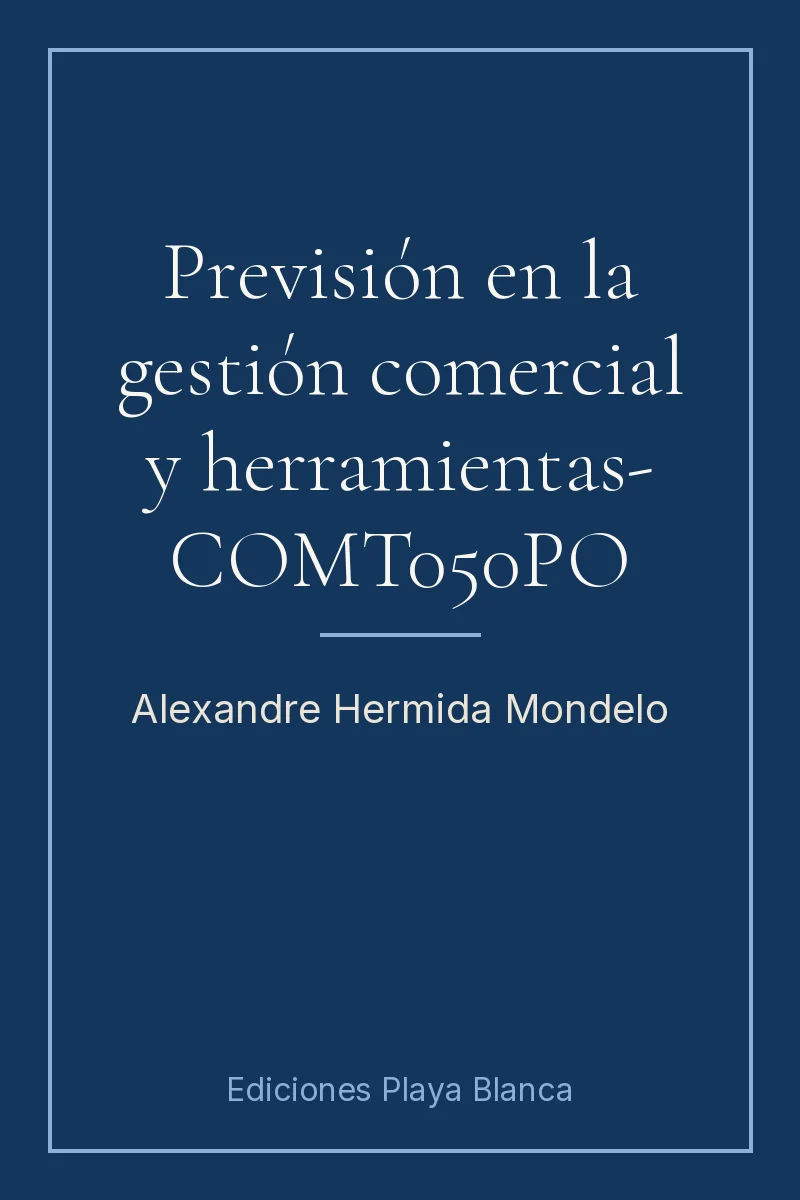 Previsión en la
gestión comercial
y herramientas-
COMT050PO
Alexandre Hermida Mondelo
Ediciones Playa Blanca